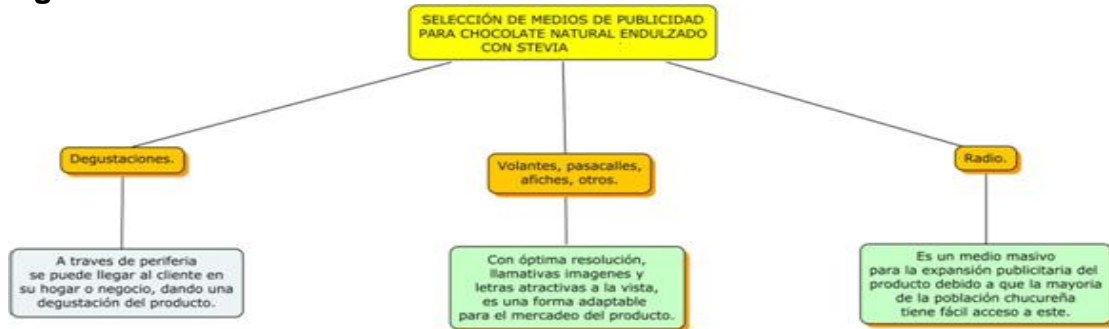 SELECCIÓN DE MEDIOS DE PUBLICIDAD
PARA CHOCOLATE NATURAL ENDULZADO
CON STEVIA
Degustaciones.
Volantes, pasacalles,
afiches, otros.
Radio.
A traves de periferia
se puede llegar al cliente en
su hogar o negocio, dando una
degustación del producto.
Con óptima resolución,
llamativas imagenes y
letras atractivas a la vista,
es una forma adaptable
para el mercadeo del producto.
Es un medio masivo
para la expansión publicitaria del
producto debido a que la mayoria
de la población chucureña
tiene fácil acceso a este.